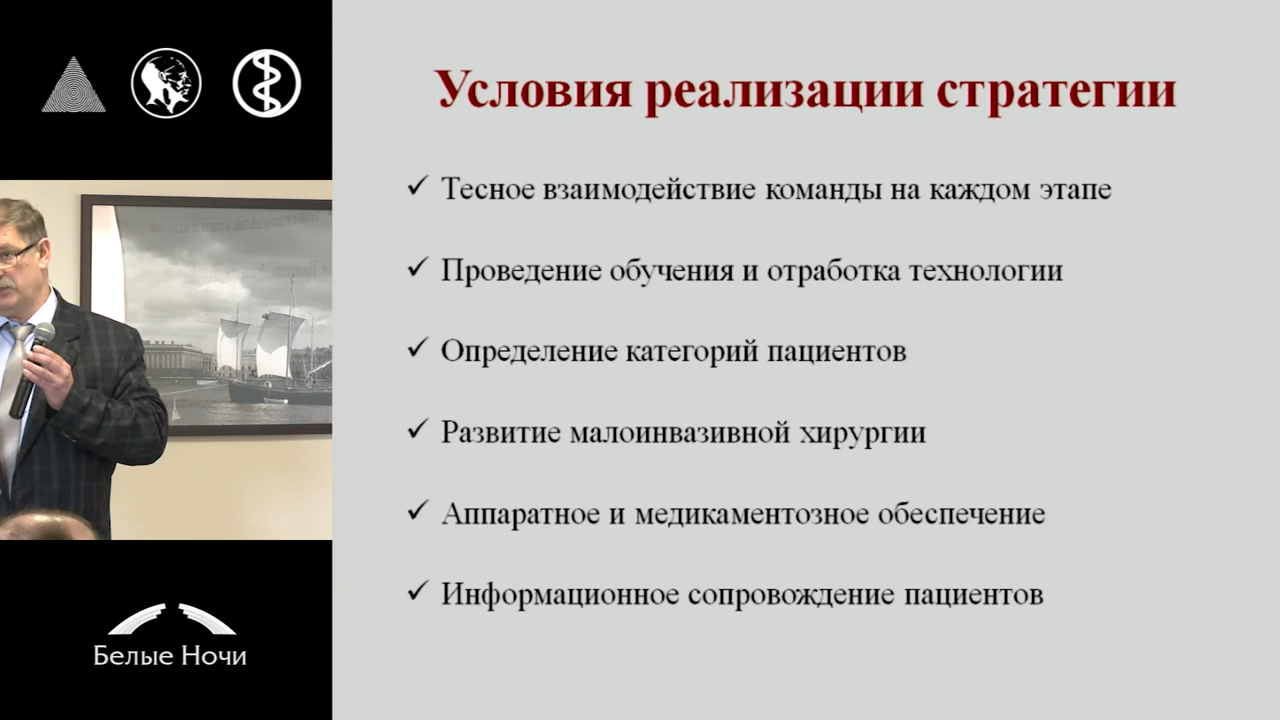 Условия реализации стратегии
✓ Тесное взаимодействие команды на каждом этапе
✓ Проведение обучения и отработка технологии
✓ Определение категорий пациентов
✓ Развитие малоинвазивной хирургии
✓ Аппаратное и медикаментозное обеспечение
✓ Информационное сопровождение пациентов
Белые Ночи